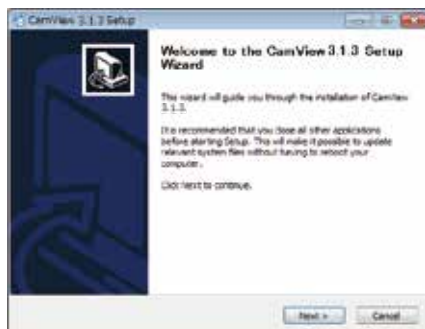 CamView 3.1.3 Setup
Welcome to the CamView 3.1.3 Setup
Wizard
This wizard will guide you through the installation of CamView
3.1.3.
It is recommended that you close all other applications
before starting Setup. This will make it possible to update
relevant system files without having to reboot your
computer.
Click Next to continue.
Next >
Cancel